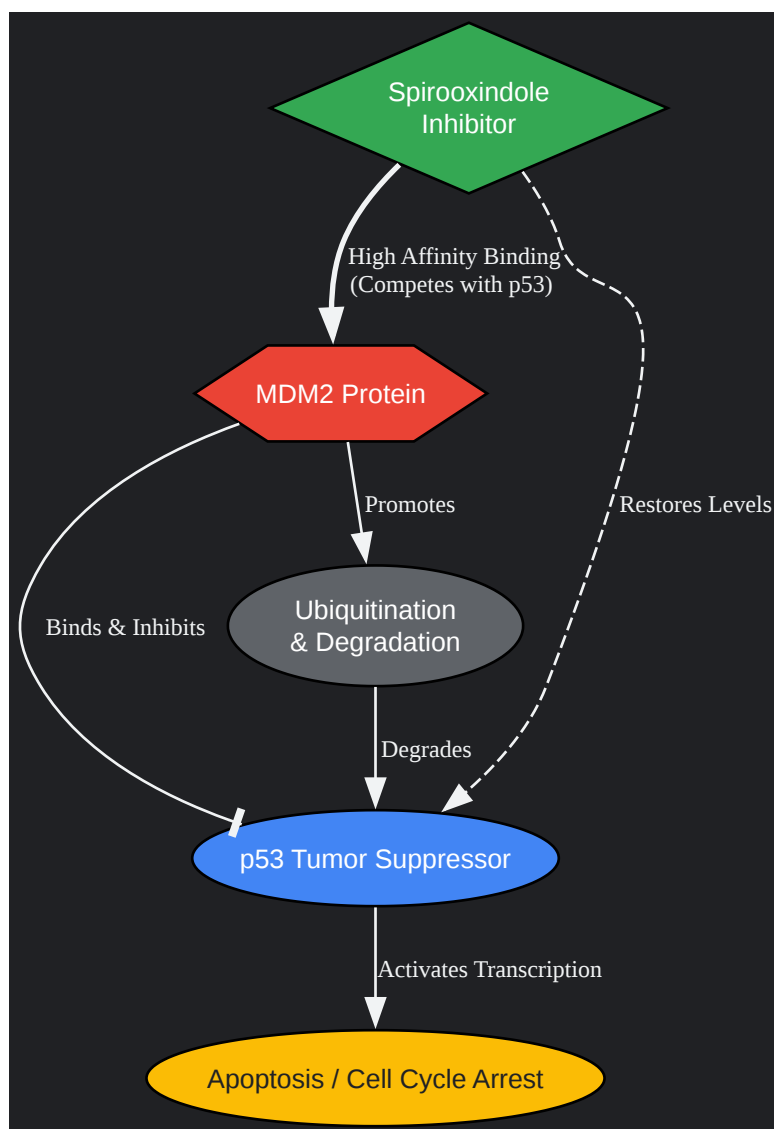 Spirooxindole
Inhibitor
High Affinity Binding
(Competes with p53)
MDM2 Protein
Promotes
Restores Levels
Ubiquitination
& Degradation
Binds & Inhibits
Degrades
p53 Tumor Suppressor
Activates Transcription
Apoptosis / Cell Cycle Arrest